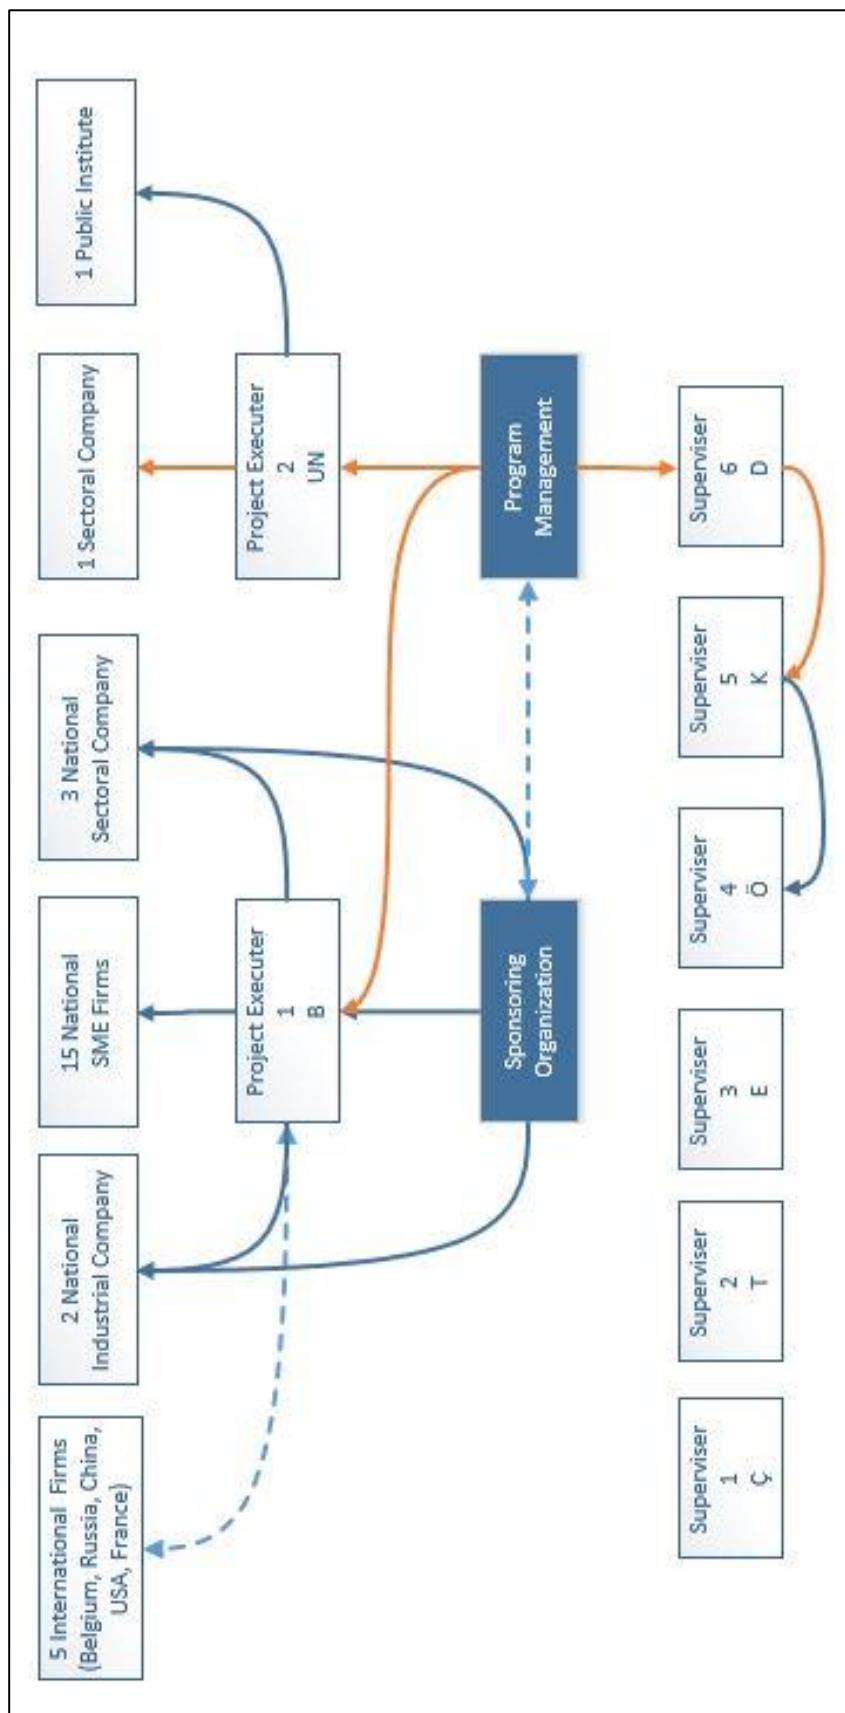 5 International Firms
(Belgium, Russia, China,
USA, France)
2 National
Industrial Company
15 National
SME Firms
3 National
Sectoral Company
1 Sectoral Company
1 Public Institute
Project Executer
1
B
Project Executer
2
UN
Sponsoring
Organization
Program
Management
Superviser
1
Ç
Superviser
2
T
Superviser
3
E
Superviser
4
Ö
Superviser
5
K
Superviser
6
D